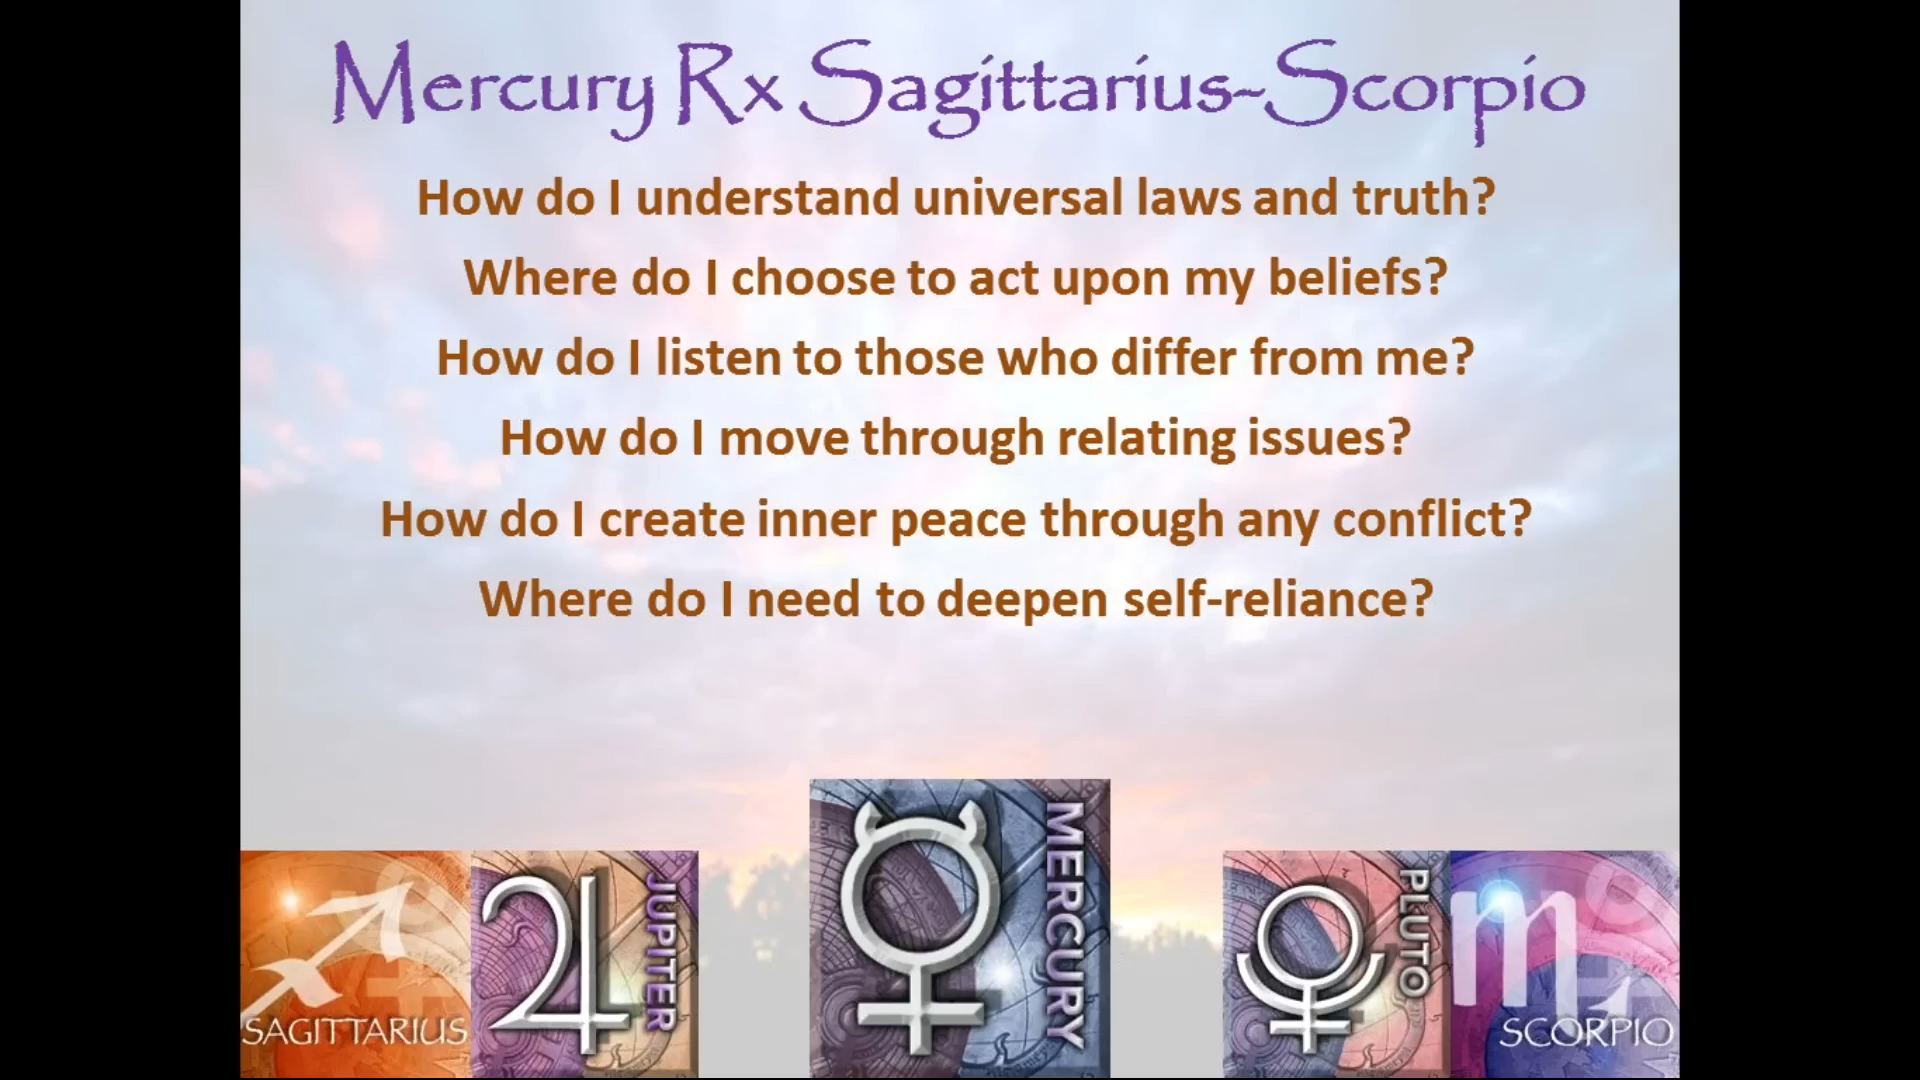 Mercury Rx Sagittarius-Scorpio
How do I understand universal laws and truth?
Where do I choose to act upon my beliefs?
How do I listen to those who differ from me?
How do I move through relating issues?
How do I create inner peace through any conflict?
Where do I need to deepen self-reliance?
SAGITTARIUS
JUPITER
MERCURY
PLUTO
SCORPIO